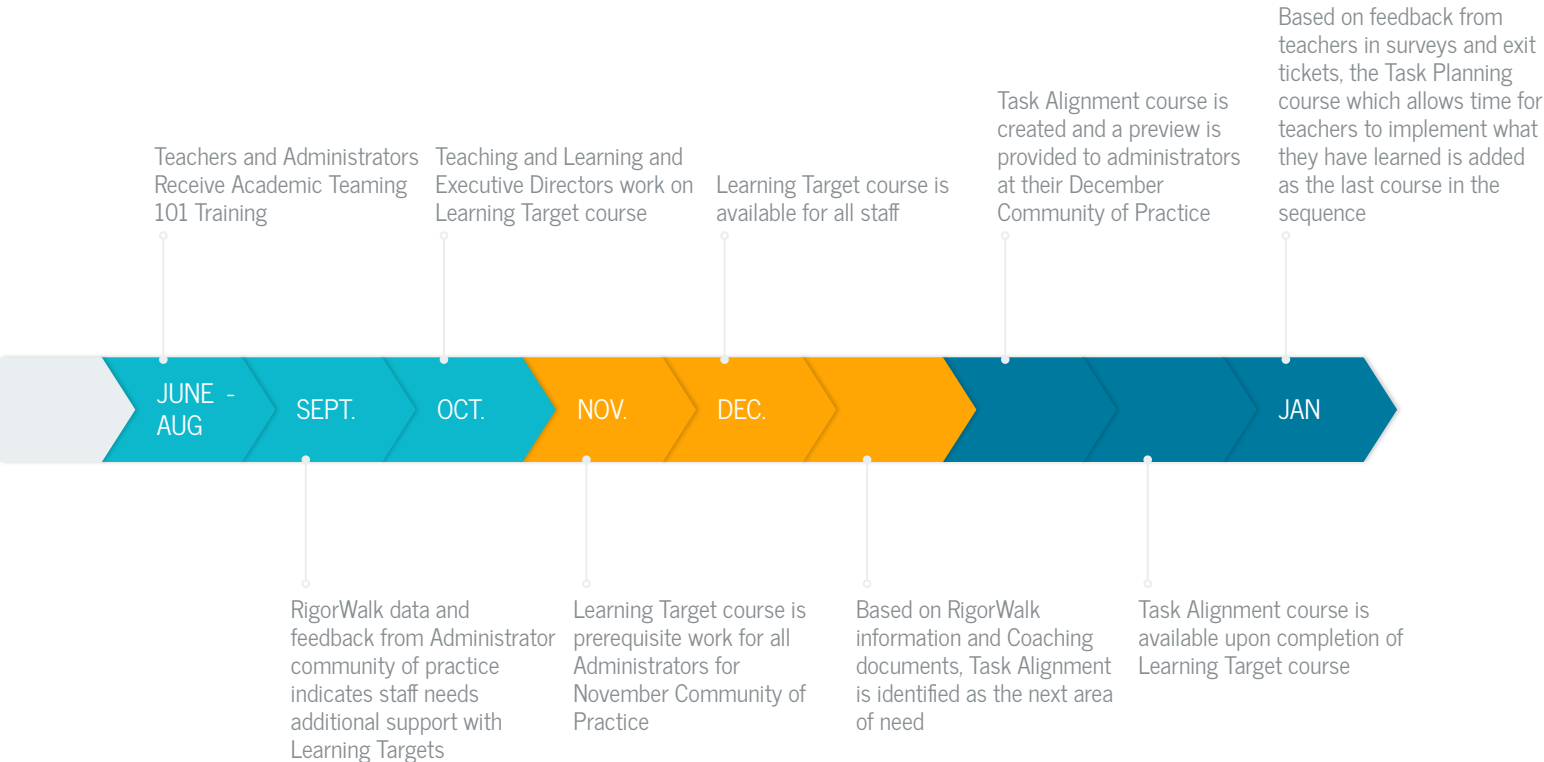 Teachers and Administrators
Receive Academic Teaming
101 Training
Teaching and Learning and
Executive Directors work on
Learning Target course
Learning Target course is
available for all staff
Task Alignment course is
created and a preview is
provided to administrators
at their December
Community of Practice
Based on feedback from
teachers in surveys and exit
tickets, the Task Planning
course which allows time for
teachers to implement what
they have learned is added
as the last course in the
sequence
JUNE -
AUG
SEPT.
OCT.
NOV.
DEC.
JAN
RigorWalk data and
feedback from Administrator
community of practice
indicates staff needs
additional support with
Learning Targets
Learning Target course is
prerequisite work for all
Administrators for
November Community of
Practice
Based on RigorWalk
information and Coaching
documents, Task Alignment
is identified as the next area
of need
Task Alignment course is
available upon completion of
Learning Target course